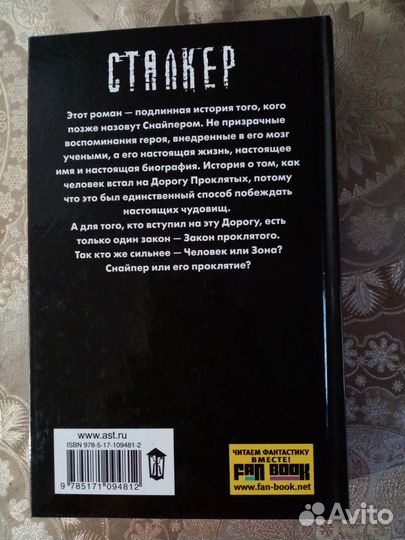 СТАЛКЕР
Этот роман — подлинная история того, кого
позже назовут Снайпером. Не призрачные
воспоминания героя, внедренные в его мозг
учеными, а его настоящая жизнь, настоящее
имя и настоящая биография. История о том, как
человек встал на Дорогу Проклятых, потому
что это был единственный способ побеждать
настоящих чудовищ.
А для того, кто вступил на эту Дорогу, есть
только один закон — Закон проклятого.
Так кто же сильнее — Человек или Зона?
Снайпер или его проклятие?
www.ast.ru
ISBN 978-5-17-109481-2
9 785171 094812
ЧИТАЕМ ФАНТАСТИКУ
ВМЕСТЕ!
FAN BOOK
www.fan-book.net
Avito